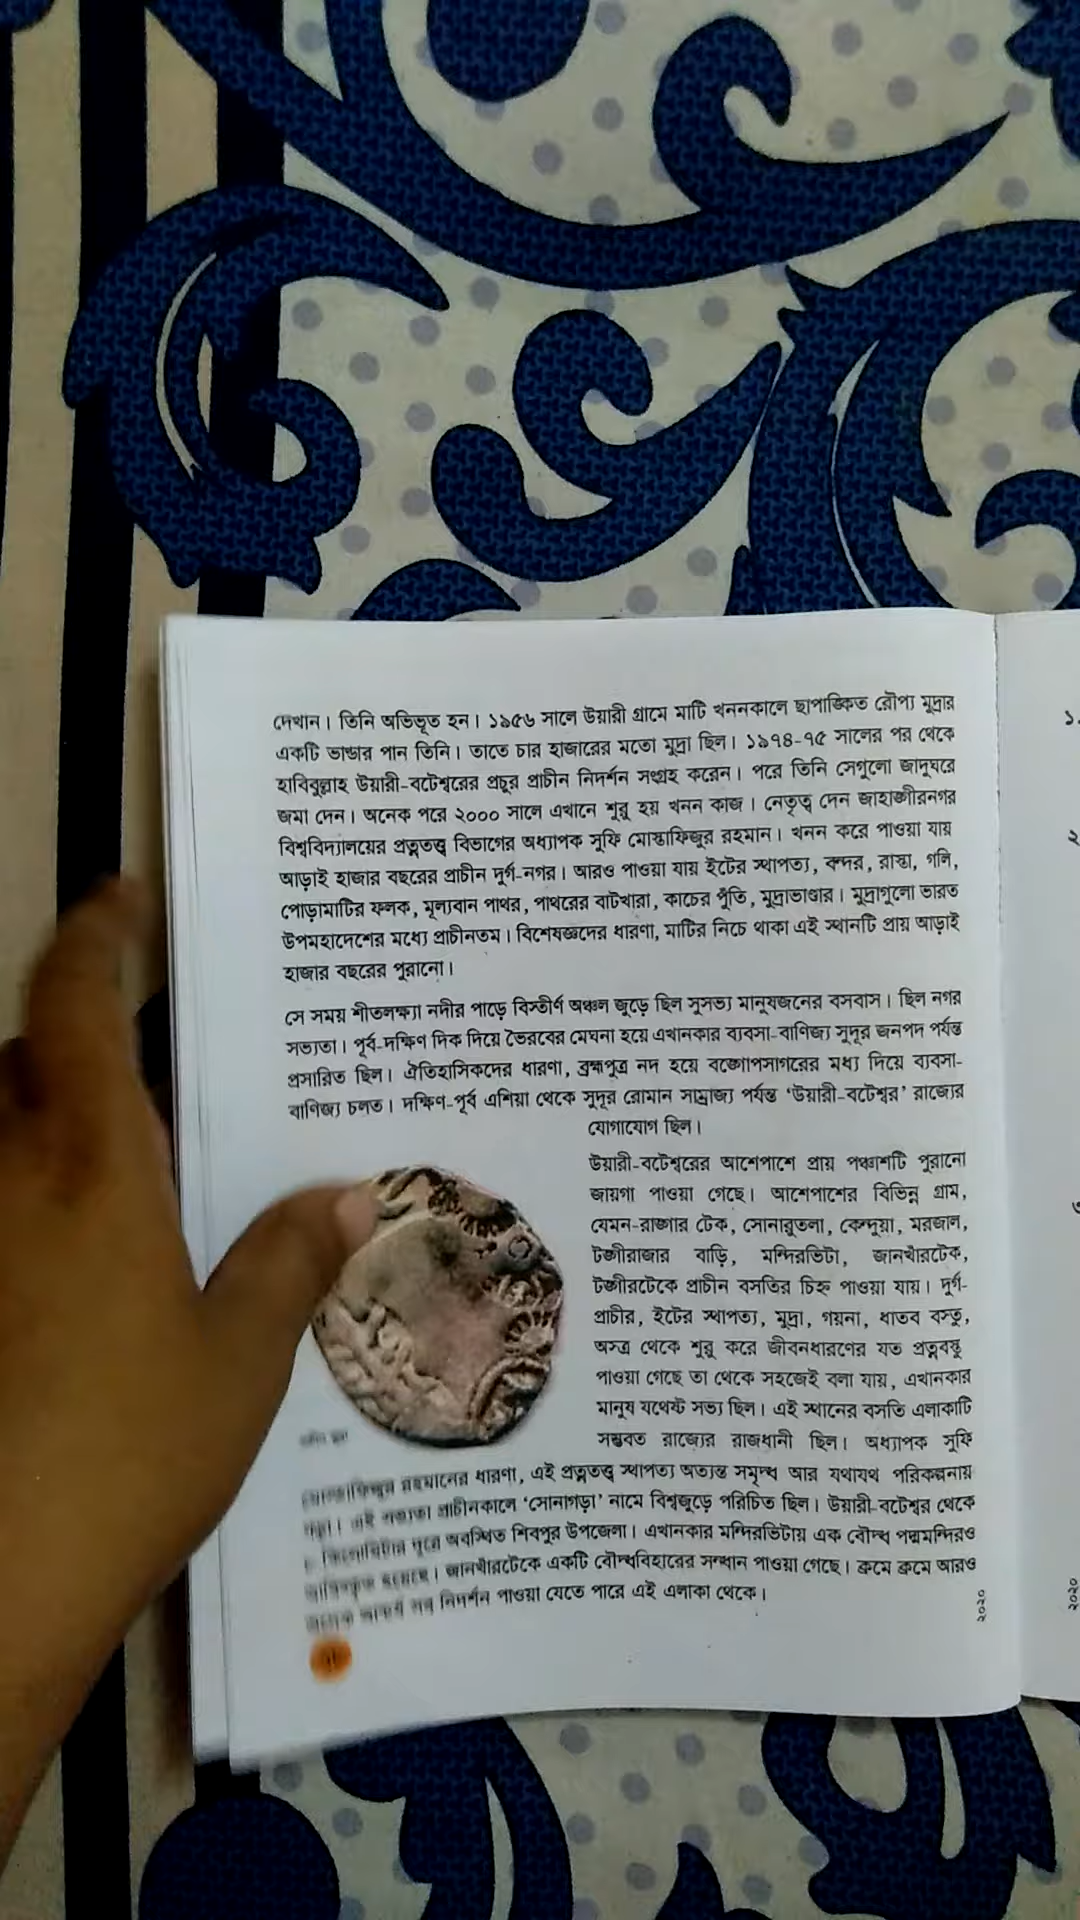 দেখান। তিনি অভিভূত হন। ১৯৫৬ সালে উয়ারী গ্রামে মাটি খননকালে ছাপাঙ্কিত রৌপ্য মুদ্রার
একটি ভান্ডার পান তিনি। তাতে চার হাজারের মতো মুদ্রা ছিল। ১৯৭৪-৭৫ সালের পর থেকে
হাবিবুল্লাহ উয়ারী-বটেশ্বরের প্রচুর প্রাচীন নিদর্শন সংগ্রহ করেন। পরে তিনি সেগুলো জাদুঘরে
জমা দেন। অনেক পরে ২০০০ সালে এখানে শুরু হয় খনন কাজ। নেতৃত্ব দেন জাহাঙ্গীরনগর
বিশ্ববিদ্যালয়ের প্রত্নতত্ত্ব বিভাগের অধ্যাপক সুফি মোস্তাফিজুর রহমান। খনন করে পাওয়া যায়
আড়াই হাজার বছরের প্রাচীন দুর্গ-নগর। আরও পাওয়া যায় ইটের স্থাপত্য, বন্দর, রাস্তা, গলি,
পোড়ামাটির ফলক, মূল্যবান পাথর, পাথরের বাটখারা, কাচের পুঁতি, মুদ্রাভাণ্ডার। মুদ্রাগুলো ভারত
উপমহাদেশের মধ্যে প্রাচীনতম। বিশেষজ্ঞদের ধারণা, মাটির নিচে থাকা এই স্থানটি প্রায় আড়াই
হাজার বছরের পুরানো।
সে সময় শীতলক্ষ্যা নদীর পাড়ে বিস্তীর্ণ অঞ্চল জুড়ে ছিল সুসভ্য মানুষজনের বসবাস। ছিল নগর
সভ্যতা। পূর্ব-দক্ষিণ দিক দিয়ে ভৈরবের মেঘনা হয়ে এখানকার ব্যবসা-বাণিজ্য সুদূর জনপদ পর্যন্ত
প্রসারিত ছিল। ঐতিহাসিকদের ধারণা, ব্রহ্মপুত্র নদ হয়ে বঙ্গোপসাগরের মধ্য দিয়ে ব্যবসা-
বাণিজ্য চলত। দক্ষিণ-পূর্ব এশিয়া থেকে সুদূর রোমান সাম্রাজ্য পর্যন্ত ‘উয়ারী-বটেশ্বর’ রাজ্যের
যোগাযোগ ছিল।
উয়ারী-বটেশ্বরের আশেপাশে প্রায় পঞ্চাশটি পুরানো
জায়গা পাওয়া গেছে। আশেপাশের বিভিন্ন গ্রাম,
যেমন-রাঙ্গার টেক, সোনারুতলা, কেন্দুয়া, মরজাল,
টঙ্গীরাজার বাড়ি, মন্দিরভিটা, জানখাঁরটেক,
টঙ্গীরটেকে প্রাচীন বসতির চিহ্ন পাওয়া যায়। দুর্গ-
প্রাচীর, ইটের স্থাপত্য, মুদ্রা, গয়না, ধাতব বস্তু,
অস্ত্র থেকে শুরু করে জীবনধারণের যত প্রত্নবস্তু
পাওয়া গেছে তা থেকে সহজেই বলা যায়, এখানকার
মানুষ যথেষ্ট সভ্য ছিল। এই স্থানের বসতি এলাকাটি
সম্ভবত রাজ্যের রাজধানী ছিল। অধ্যাপক সুফি
মোস্তাফিজুর রহমানের ধারণা, এই প্রত্নতত্ত্ব স্থাপত্য অত্যন্ত সমৃদ্ধ আর যথাযথ পরিকল্পনায়
এই সভ্যতা প্রাচীনকালে ‘সোনাগড়া’ নামে বিশ্বজুড়ে পরিচিত ছিল। উয়ারী-বটেশ্বর থেকে
কিলোমিটার দূরে অবস্থিত শিবপুর উপজেলা। এখানকার মন্দিরভিটায় এক বৌদ্ধ পদ্মমন্দিরও
আবিষ্কৃত হয়েছে। জানখাঁরটেকে একটি বৌদ্ধবিহারের সন্ধান পাওয়া গেছে। ক্রমে ক্রমে আরও
নিদর্শন পাওয়া যেতে পারে এই এলাকা থেকে।
২০২০
১.
২
২০২০